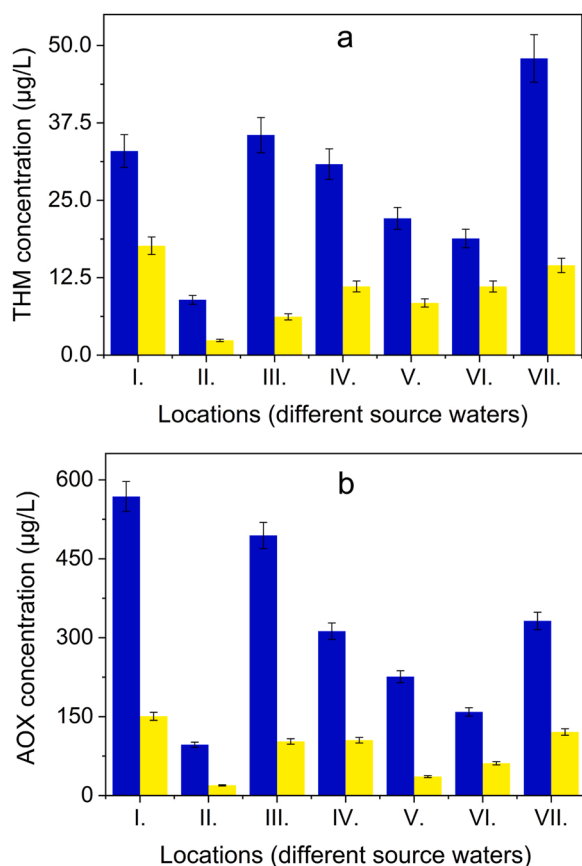 a
THM concentration (µg/L)
50.0
37.5
25.0
12.5
0.0
I. II. III. IV. V. VI. VII.
Locations (different source waters)
b
AOX concentration (µg/L)
600
450
300
150
0
I. II. III. IV. V. VI. VII.
Locations (different source waters)